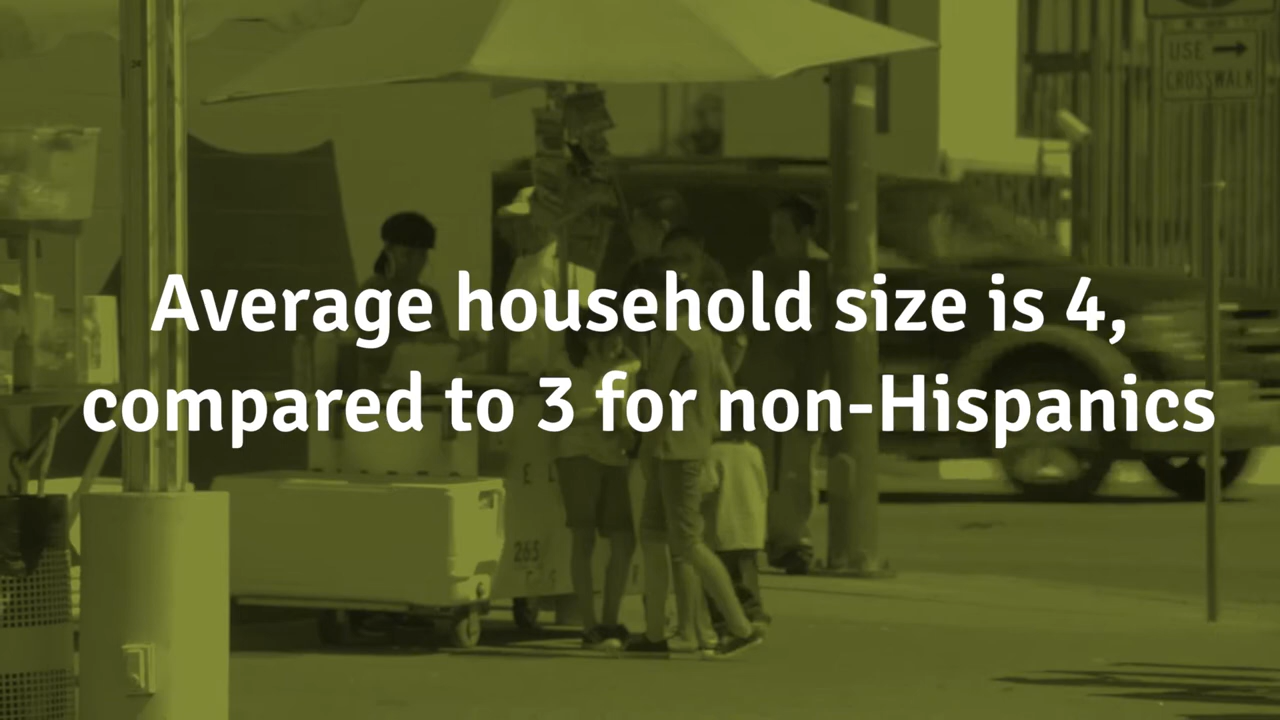 USE →
CROSSWALK
Average household size is 4,
compared to 3 for non-Hispanics
265